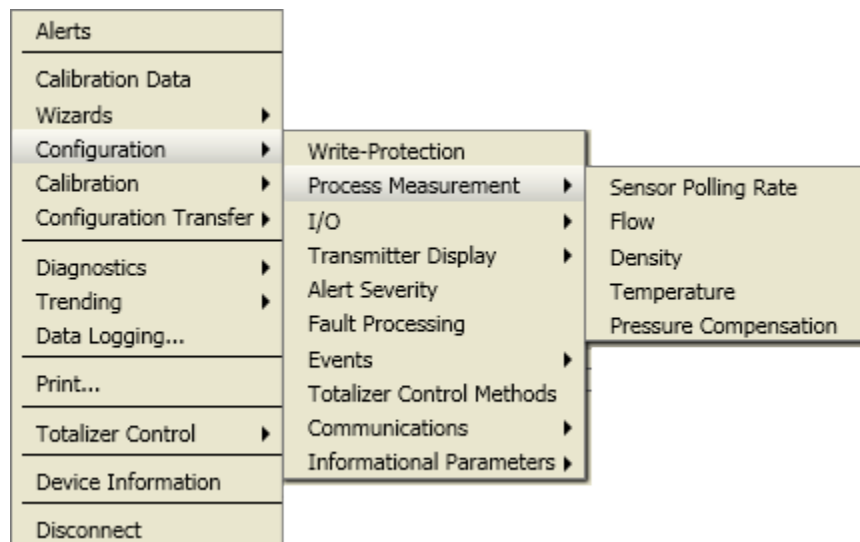 Alerts
Calibration Data
Wizards
Configuration
Calibration
Configuration Transfer
Diagnostics
Trending
Data Logging...
Print...
Totalizer Control
Device Information
Disconnect
Write-Protection
Process Measurement
I/O
Transmitter Display
Alert Severity
Fault Processing
Events
Totalizer Control Methods
Communications
Informational Parameters
Sensor Polling Rate
Flow
Density
Temperature
Pressure Compensation